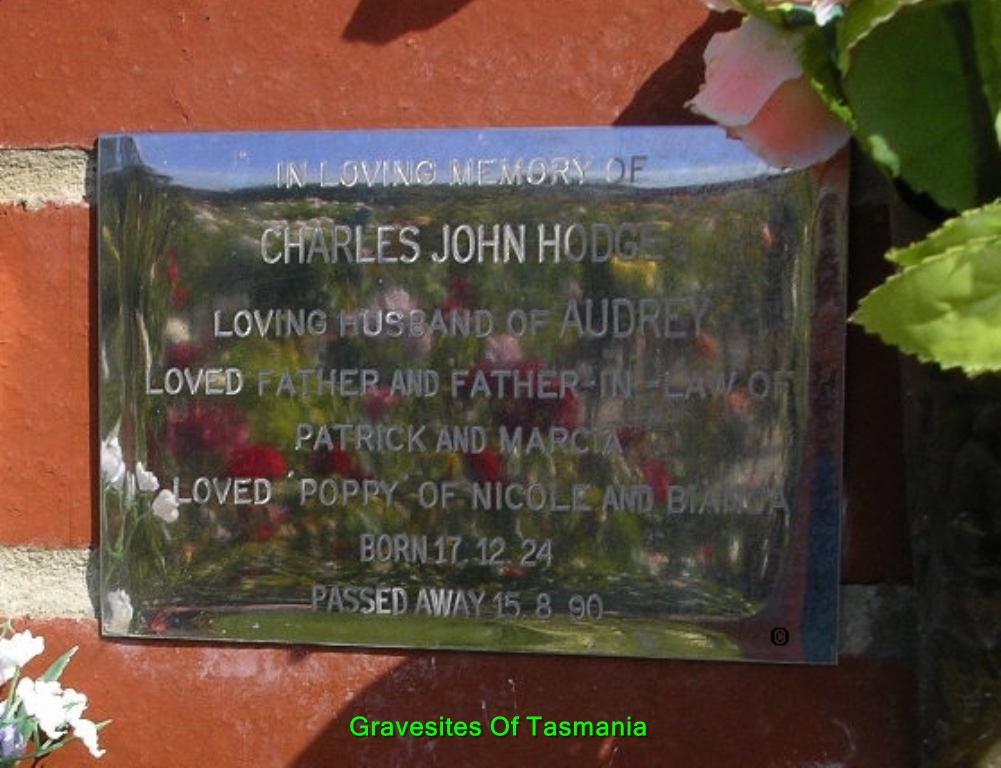 IN LOVING MEMORY OF
CHARLES JOHN HODGE
LOVING HUSBAND OF AUDREY
LOVED FATHER AND FATHER-IN-LAW OF
PATRICK AND MARCIA
LOVED 'POPPY' OF NICOLE AND BIANCA
BORN 17.12.24
PASSED AWAY 15.8.90
©
Gravesites Of Tasmania